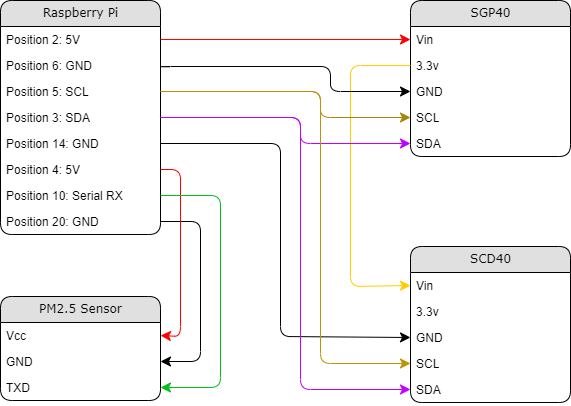 Raspberry Pi
Position 2: 5V
Position 6: GND
Position 5: SCL
Position 3: SDA
Position 14: GND
Position 4: 5V
Position 10: Serial RX
Position 20: GND
SGP40
Vin
3.3v
GND
SCL
SDA
PM2.5 Sensor
Vcc
GND
TXD
SCD40
Vin
3.3v
GND
SCL
SDA